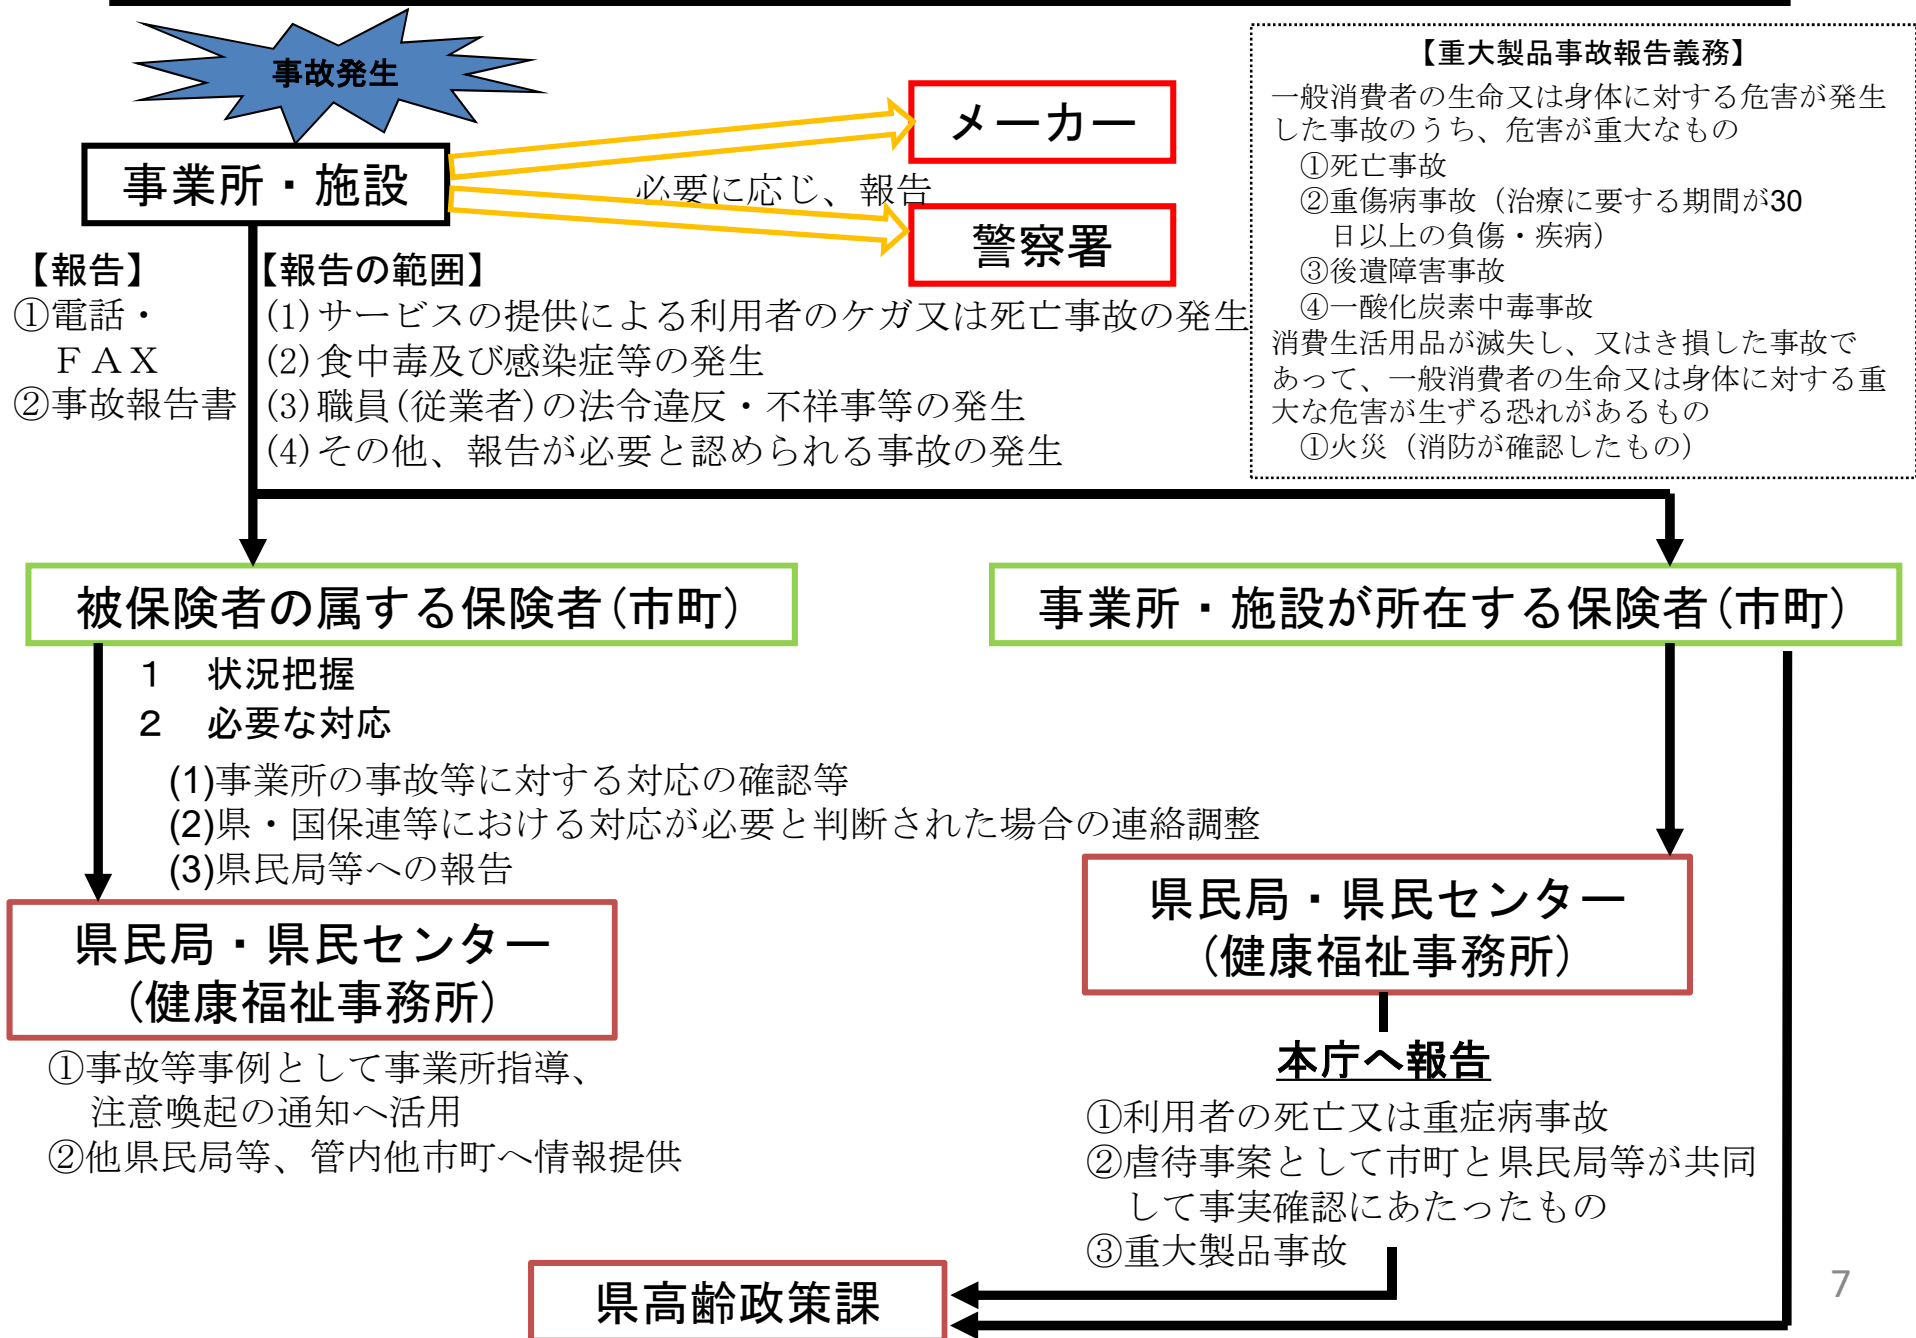 事故発生
事業所・施設
メーカー
必要に応じ、報告
警察署
【重大製品事故報告義務】
一般消費者の生命又は身体に対する危害が発生
した事故のうち、危害が重大なもの
①死亡事故
②重傷病事故（治療に要する期間が30
日以上の負傷・疾病）
③後遺障害事故
④一酸化炭素中毒事故
消費生活用品が滅失し、又はき損した事故で
あって、一般消費者の生命又は身体に対する重
大な危害が生ずる恐れがあるもの
①火災（消防が確認したもの）
【報告】
①電話・
ＦＡＸ
②事故報告書
【報告の範囲】
(1)サービスの提供による利用者のケガ又は死亡事故の発生
(2)食中毒及び感染症等の発生
(3)職員(従業者)の法令違反・不祥事等の発生
(4)その他、報告が必要と認められる事故の発生
被保険者の属する保険者(市町)
事業所・施設が所在する保険者(市町)
１　状況把握
２　必要な対応
(1)事業所の事故等に対する対応の確認等
(2)県・国保連等における対応が必要と判断された場合の連絡調整
(3)県民局等への報告
県民局・県民センター
(健康福祉事務所)
①事故等事例として事業所指導、
注意喚起の通知へ活用
②他県民局等、管内他市町へ情報提供
県民局・県民センター
(健康福祉事務所)
本庁へ報告
①利用者の死亡又は重症病事故
②虐待事案として市町と県民局等が共同
して事実確認にあたったもの
③重大製品事故
県高齢政策課
7